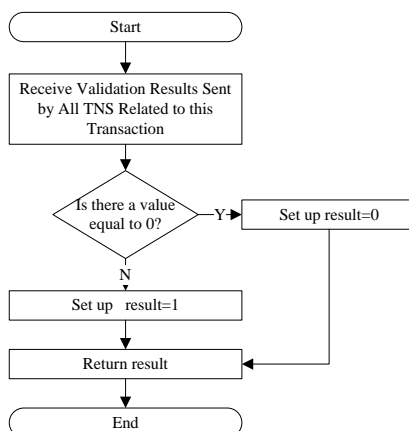 Start
Receive Validation Results Sent
by All TNS Related to this
Transaction
Is there a value
equal to 0?
Y
Set up result=0
N
Set up result=1
Return result
End